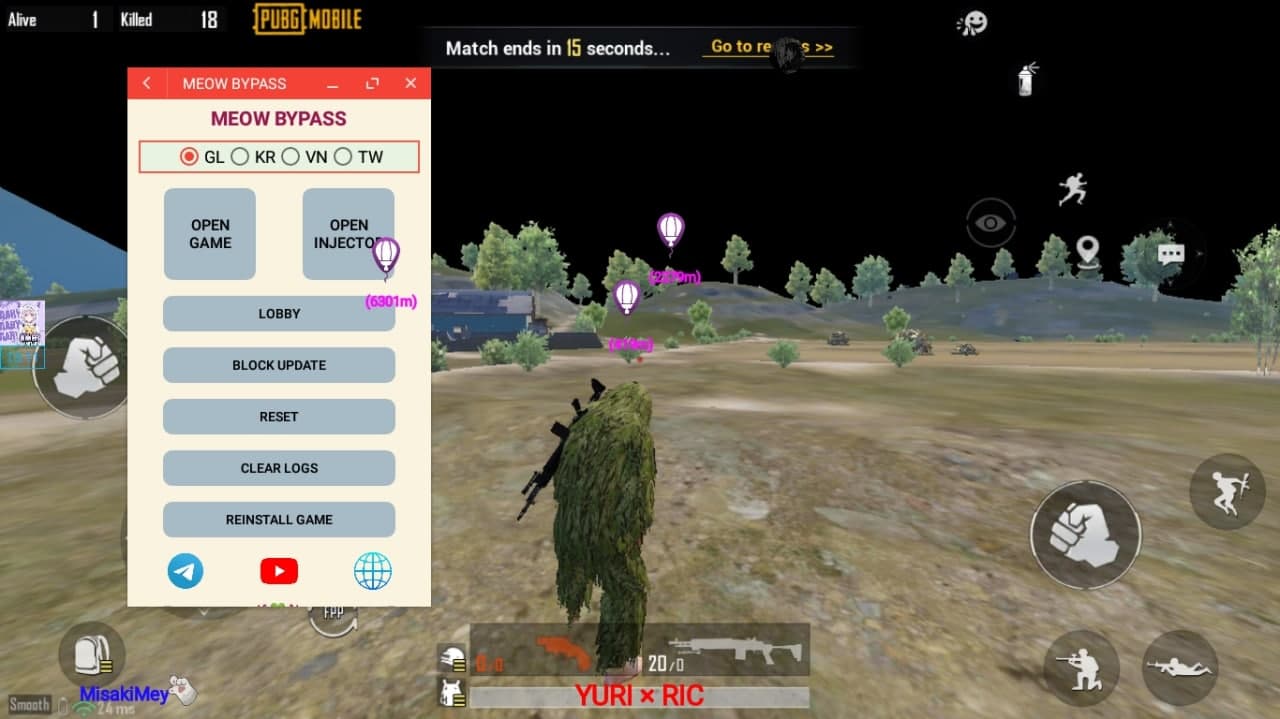 Alive 1 Killed 18
PUBG MOBILE
Match ends in 15 seconds...
MEOW BYPASS
MEOW BYPASS
GL KR VN TW
OPEN GAME
OPEN
LOBBY
(6301m)
BLOCK UPDATE
RESET
CLEAR LOGS
REINSTALL GAME
FPP
20/0
MisakiMey
YURI × RIC
Smooth
24 ms